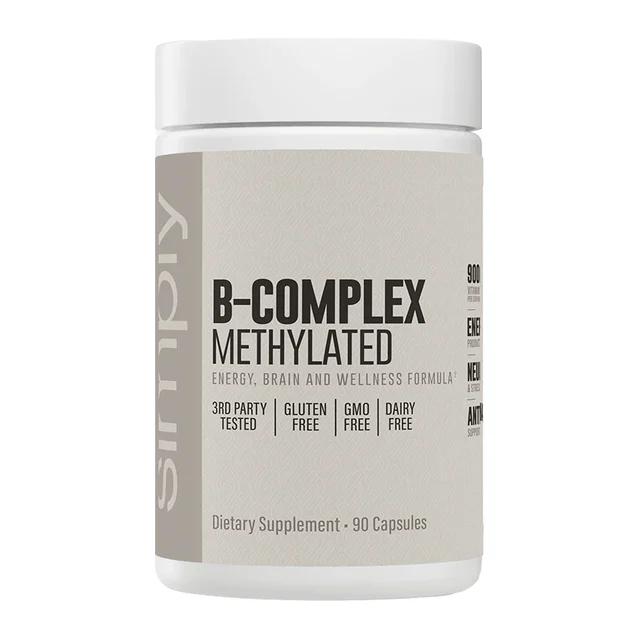 simply
B-COMPLEX
METHYLATED
ENERGY, BRAIN AND WELLNESS FORMULA‡
3RD PARTY TESTED
GLUTEN FREE
GMO FREE
DAIRY FREE
Dietary Supplement • 90 Capsules
900